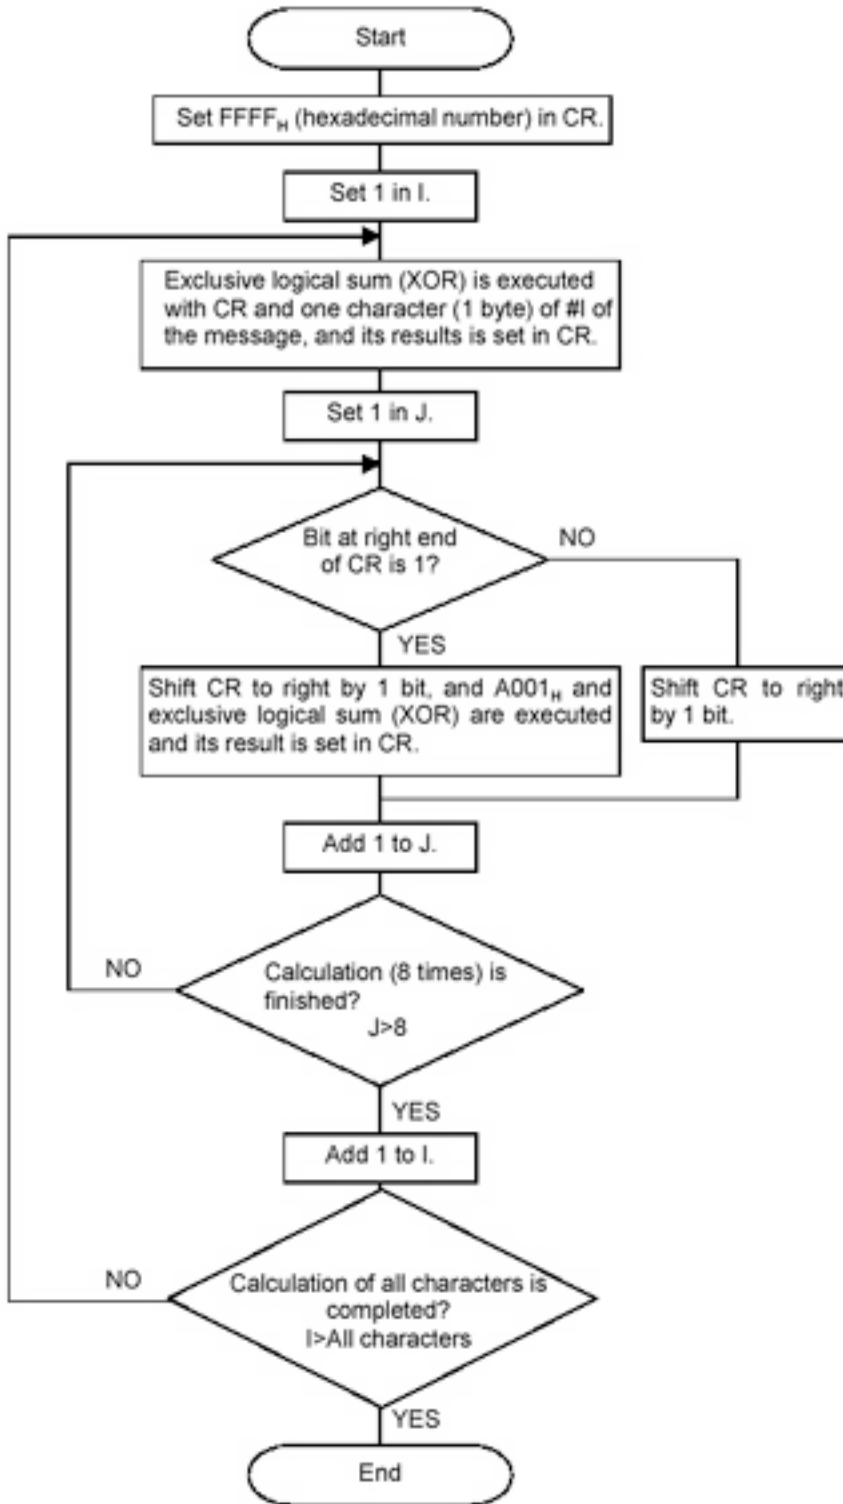 Start
Set FFFFH (hexadecimal number) in CR.
Set 1 in I.
Exclusive logical sum (XOR) is executed
with CR and one character (1 byte) of #I of
the message, and its results is set in CR.
Set 1 in J.
Bit at right end
of CR is 1?
NO
YES
Shift CR to right by 1 bit, and A001H and
exclusive logical sum (XOR) are executed
and its result is set in CR.
Shift CR to right
by 1 bit.
Add 1 to J.
NO
Calculation (8 times) is
finished?
J>8
YES
Add 1 to I.
NO
Calculation of all characters is
completed?
I>All characters
YES
End